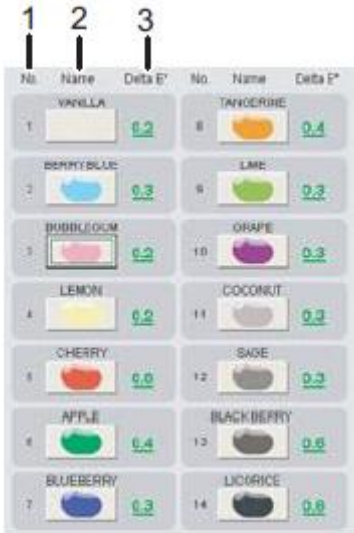 1 2 3
No. Name Delta E* No. Name Delta E*
VANILLA TANGERINE
1 0.2 8 0.4
BERRYBLUE LIME
2 0.3 9 0.3
BUBBLEGUM GRAPE
3 0.2 10 0.3
LEMON COCONUT
4 0.2 11 0.3
CHERRY SAGE
5 12 0.3
APPLE BLACKBERRY
6 0.4 13 0.6
BLUEBERRY LICORICE
7 0.3 14